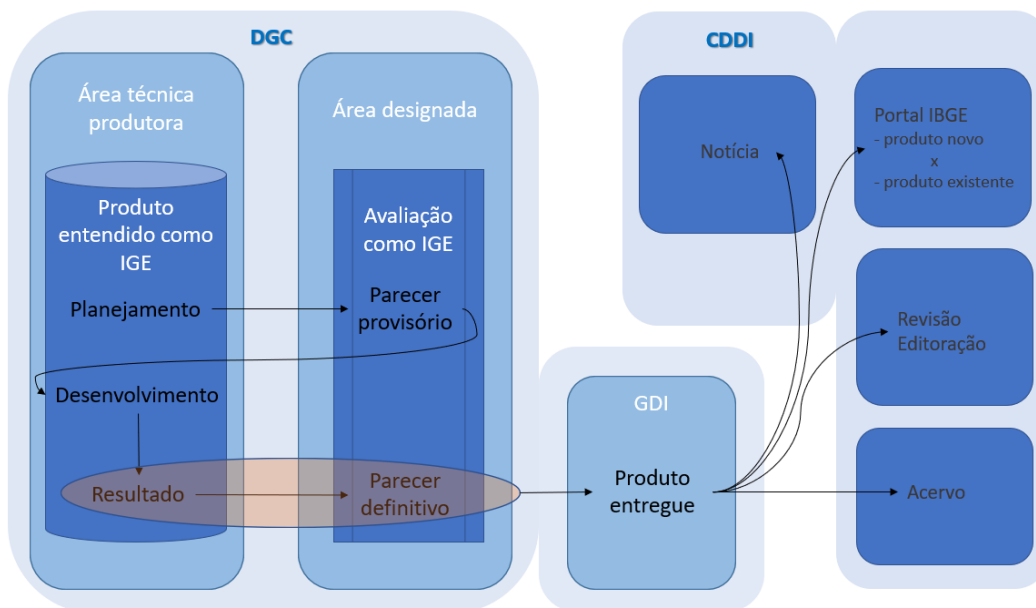 DGC
Área técnica
produtora
Produto
entendido como
IGE
Planejamento
Desenvolvimento
Resultado
Área designada
Avaliação
como IGE
Parecer
provisório
Parecer
definitivo
GDI
Produto
entregue
CDDI
Notícia
Portal IBGE
- produto novo
x
- produto existente
Revisão
Editoração
Acervo